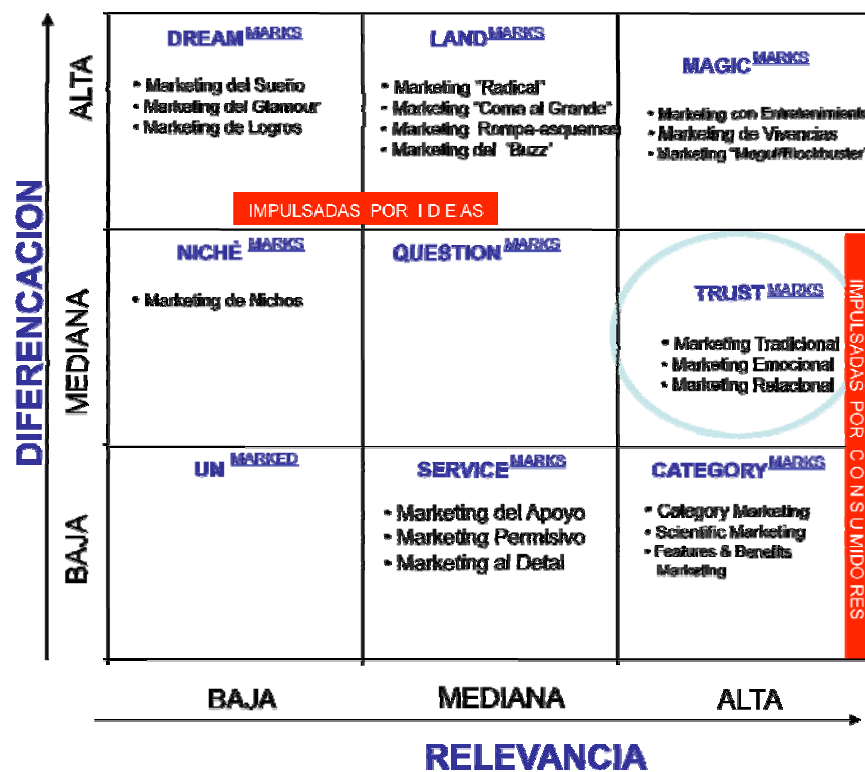 DIFERENCACION
ALTA
DREAM MARKS
• Marketing del Sueño
• Marketing del Glamour
• Marketing de Logros
LAND MARKS
• Marketing "Radical"
• Marketing "Coma al Grande"
• Marketing Rompe-esquemas
• Marketing del "Buzz"
MAGIC MARKS
• Marketing con Entretenimiento
• Marketing de Vivencias
• Marketing "Mogul/Blockbuster"
IMPULSADAS POR I D E AS
MEDIANA
NICHÉ MARKS
• Marketing de Nichos
QUESTION MARKS
TRUST MARKS
• Marketing Tradicional
• Marketing Emocional
• Marketing Relacional
IMPULSADAS POR C O N S U M I D O R E S
BAJA
UN MARKED
SERVICE MARKS
• Marketing del Apoyo
• Marketing Permisivo
• Marketing al Detal
CATEGORY MARKS
• Category Marketing
• Scientific Marketing
• Features & Benefits
Marketing
BAJA
MEDIANA
ALTA
RELEVANCIA